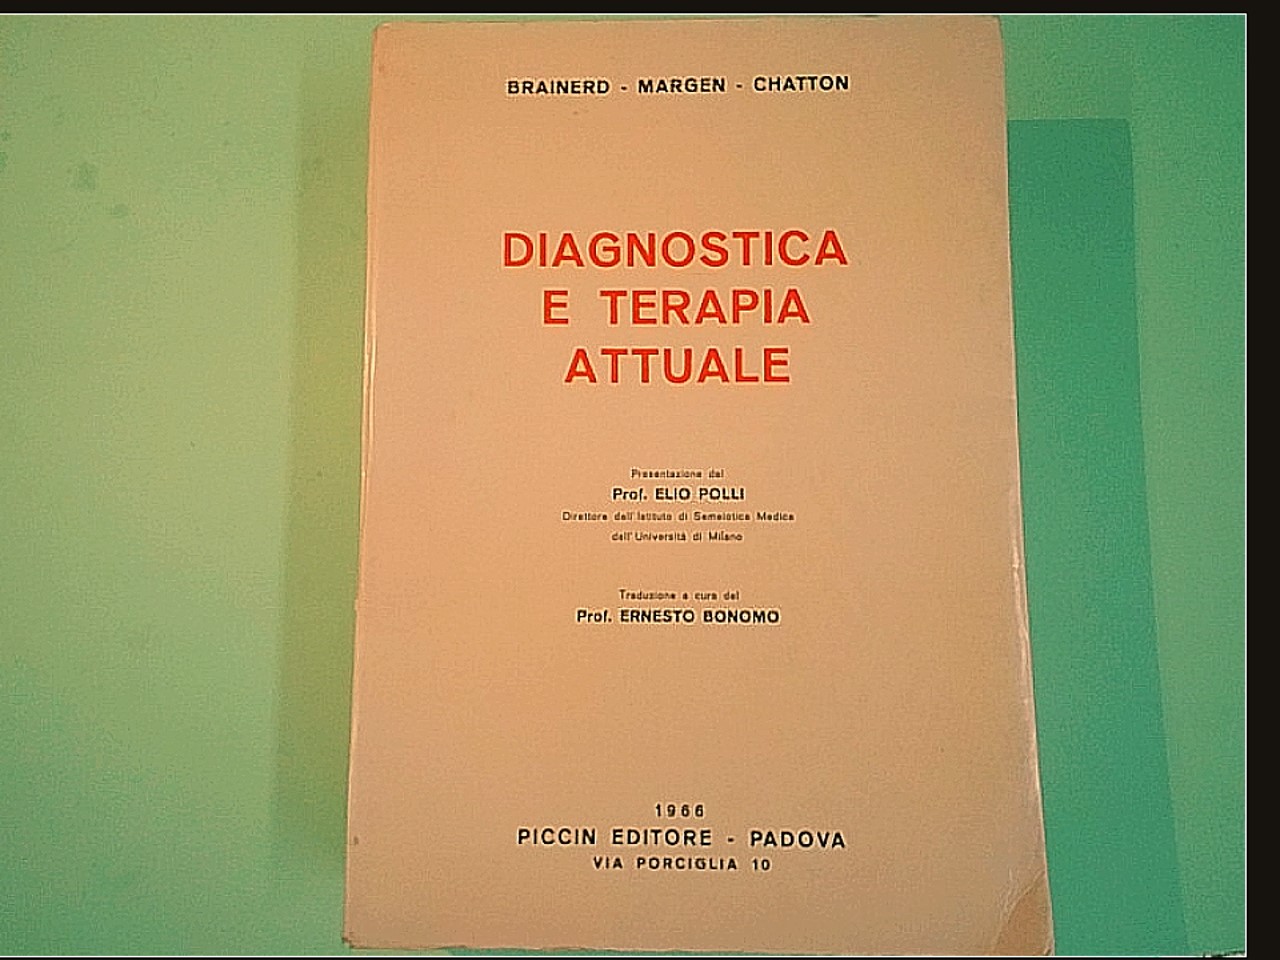 BRAINERD - MARGEN - CHATTON
DIAGNOSTICA
E TERAPIA
ATTUALE
Presentazione del
Prof. ELIO POLLI
Direttore dell'Istituto di Semeiotica Medica
dell'Università di Milano
Traduzione a cura del
Prof. ERNESTO BONOMO
1966
PICCIN EDITORE - PADOVA
VIA PORCIGLIA 10